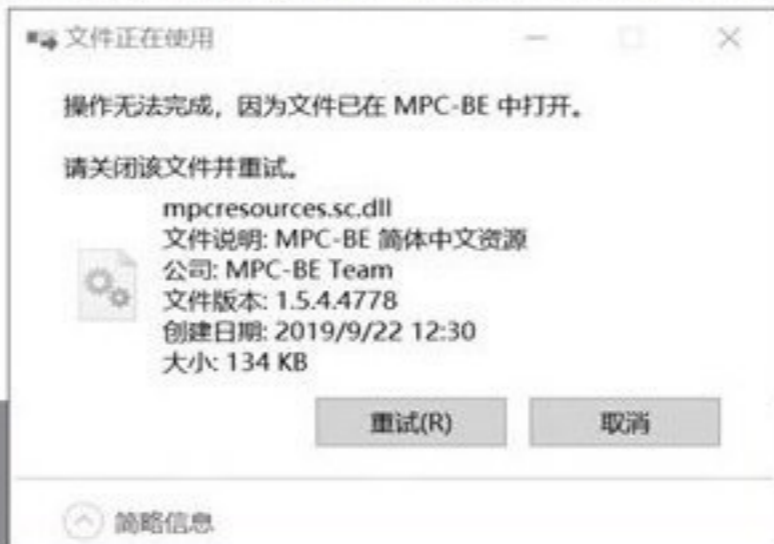 文件正在使用
操作无法完成，因为文件已在 MPC-BE 中打开。
请关闭该文件并重试。
mpcresources.sc.dll
文件说明: MPC-BE 简体中文资源
公司: MPC-BE Team
文件版本: 1.5.4.4778
创建日期: 2019/9/22 12:30
大小: 134 KB
重试(R) 取消
简略信息